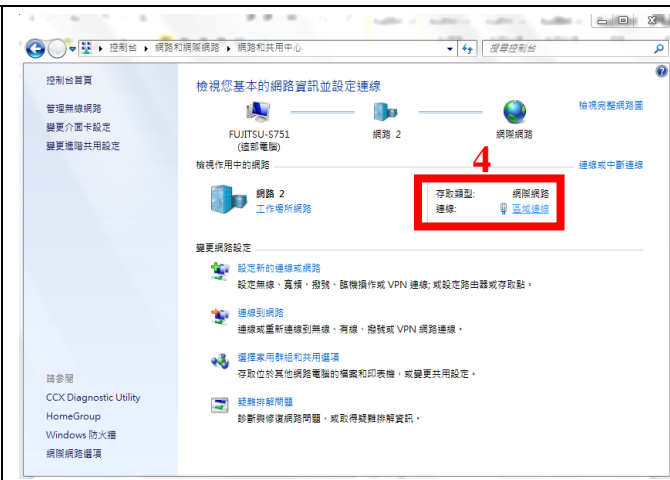 控制台 ▸ 網路和網際網路 ▸ 網路和共用中心
搜尋控制台
控制台首頁
管理無線網路
變更介面卡設定
變更進階共用設定
檢視您基本的網路資訊並設定連線
檢視完整網路圖
FUJITSU-S751
(這部電腦)
網路 2
網際網路
檢視作用中的網路
4
連線或中斷連線
網路 2
工作場所網路
存取類型: 網際網路
連線: 區域連線
變更網路設定
設定新的連線或網路
設定無線、寬頻、撥號、臨機操作或 VPN 連線; 或設定路由器或存取點。
連線到網路
連線或重新連線到無線、有線、撥號或 VPN 網路連線。
選擇家用群組和共用選項
存取位於其他網路電腦的檔案和印表機，或變更共用設定。
疑難排解問題
診斷與修復網路問題，或取得疑難排解資訊。
請參閱
CCX Diagnostic Utility
HomeGroup
Windows 防火牆
網際網路選項